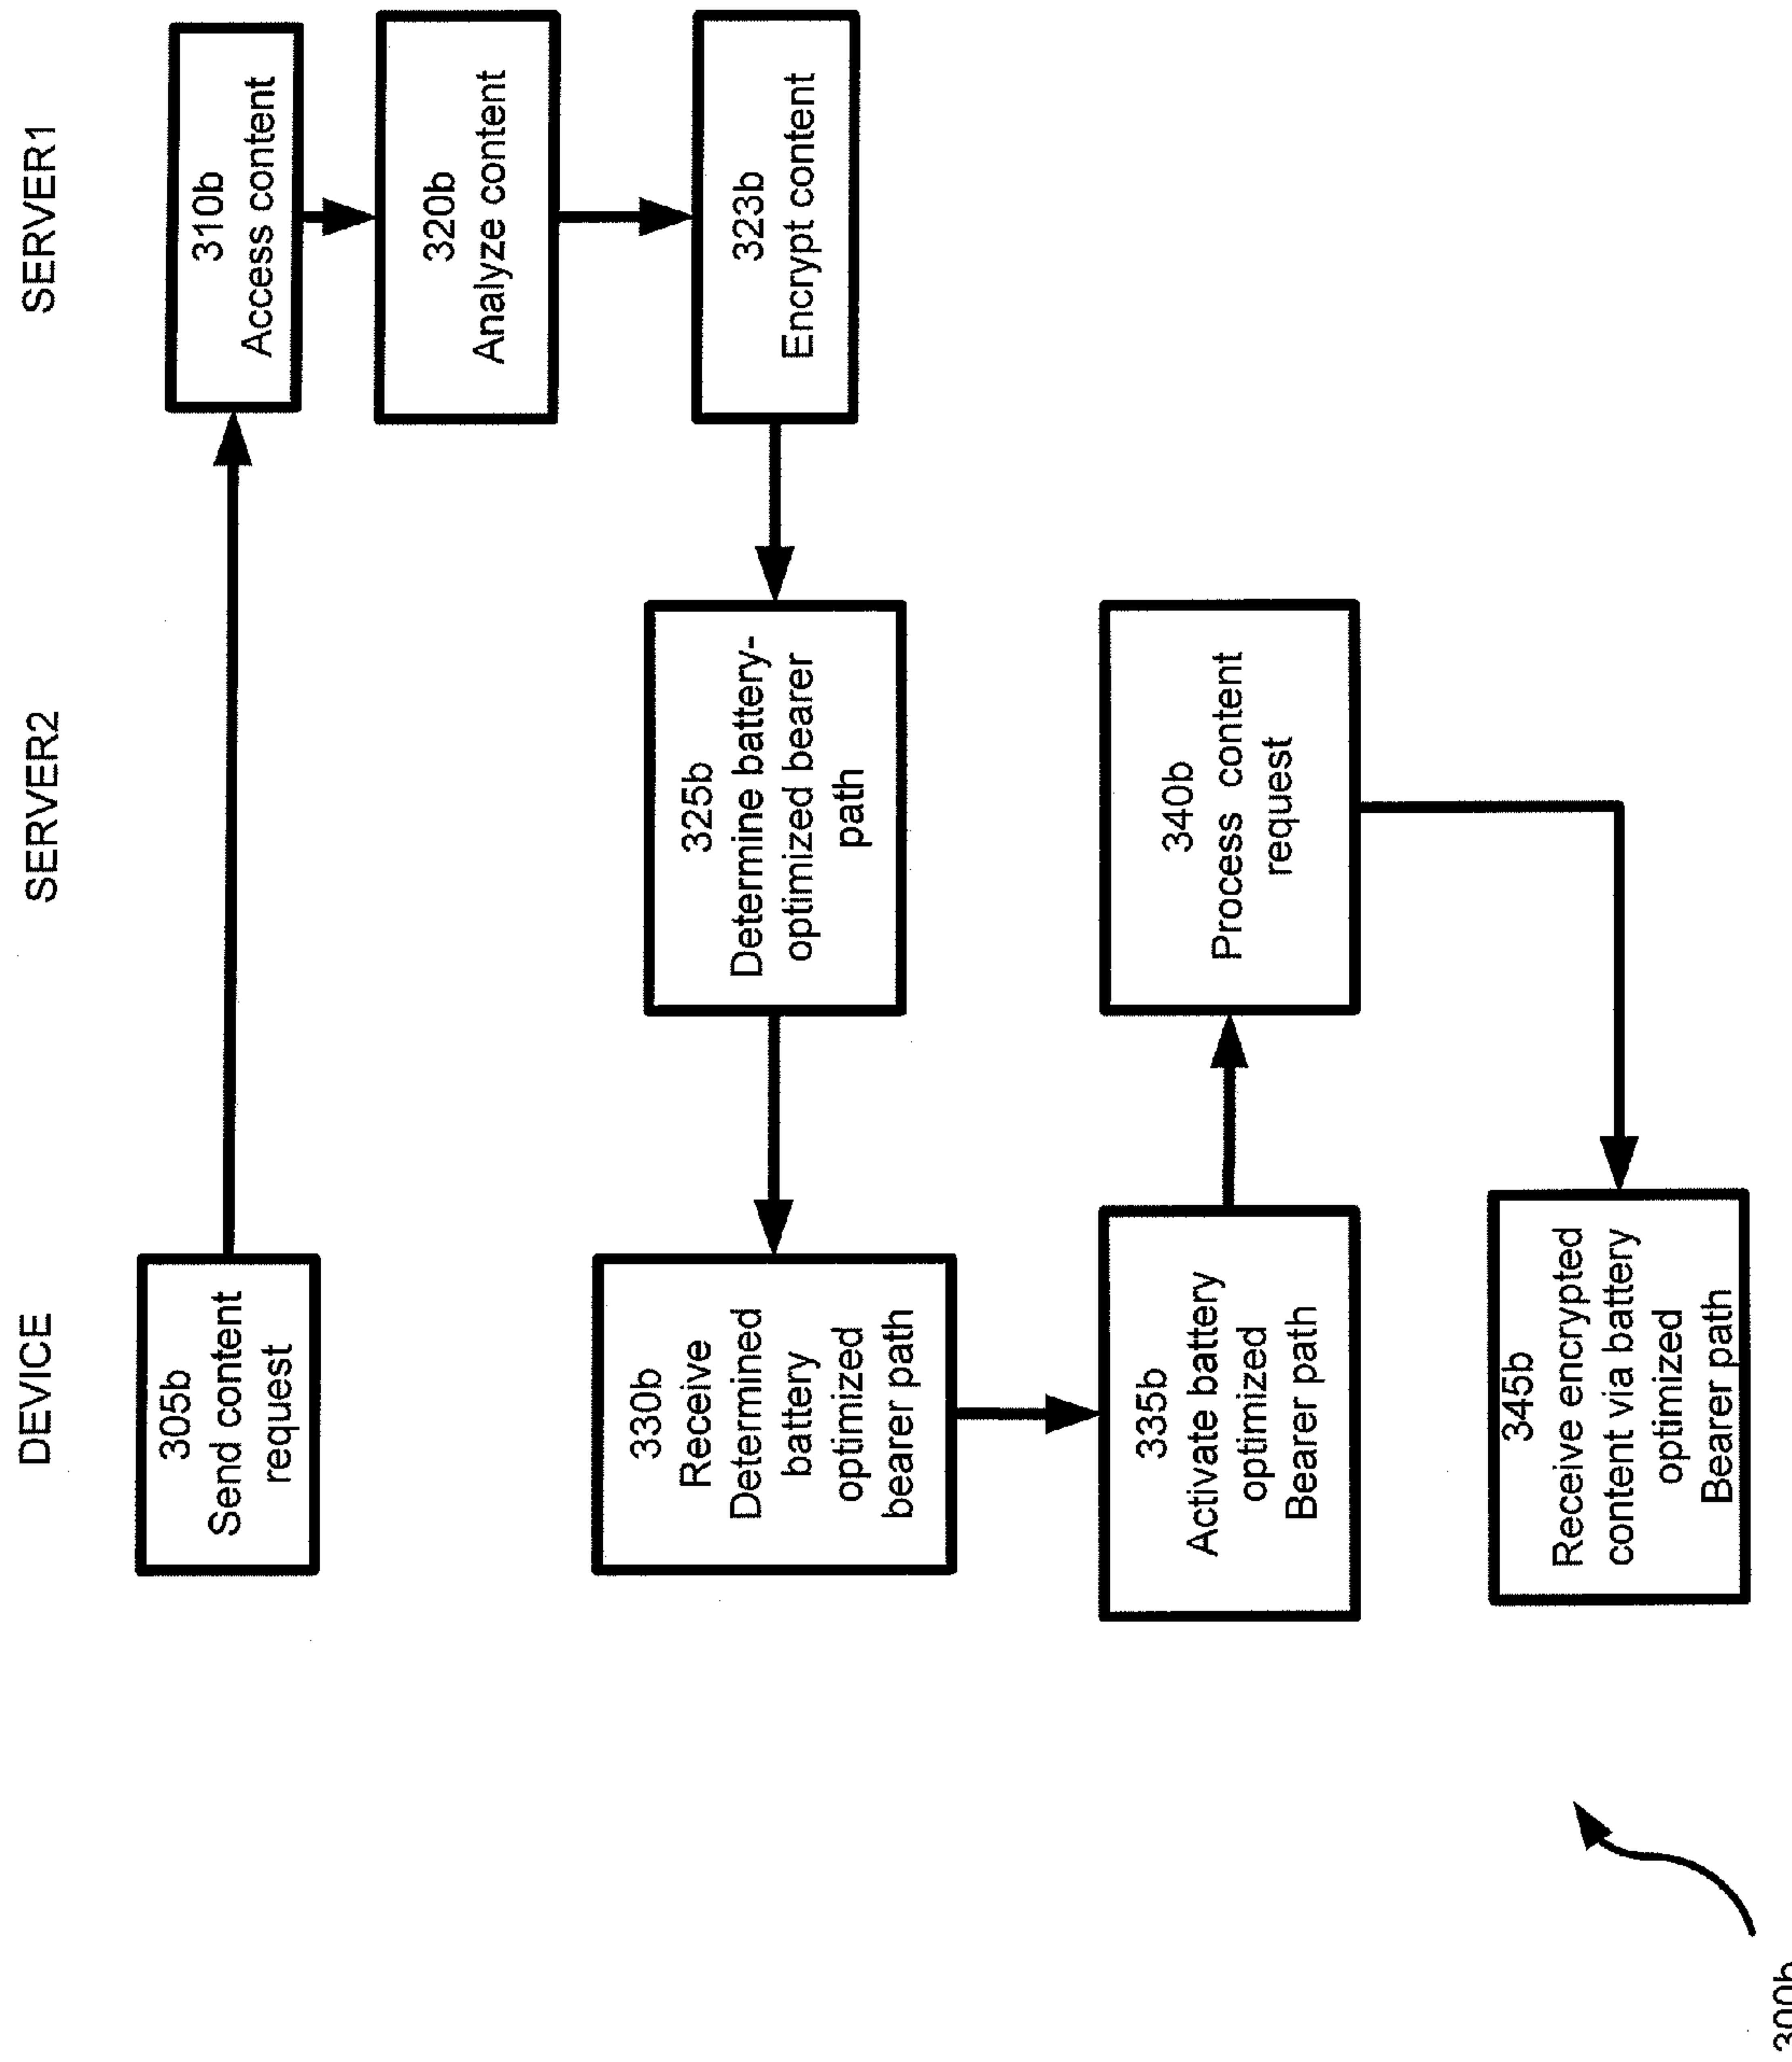 DEVICE
SERVER2
SERVER1
305b
Send content
request
310b
Access content
320b
Analyze content
323b
Encrypt content
325b
Determine battery-
optimized bearer
path
330b
Receive
Determined
battery
optimized
bearer path
335b
Activate battery
optimized
Bearer path
340b
Process content
request
345b
Receive encrypted
content via battery
optimized
Bearer path
300b